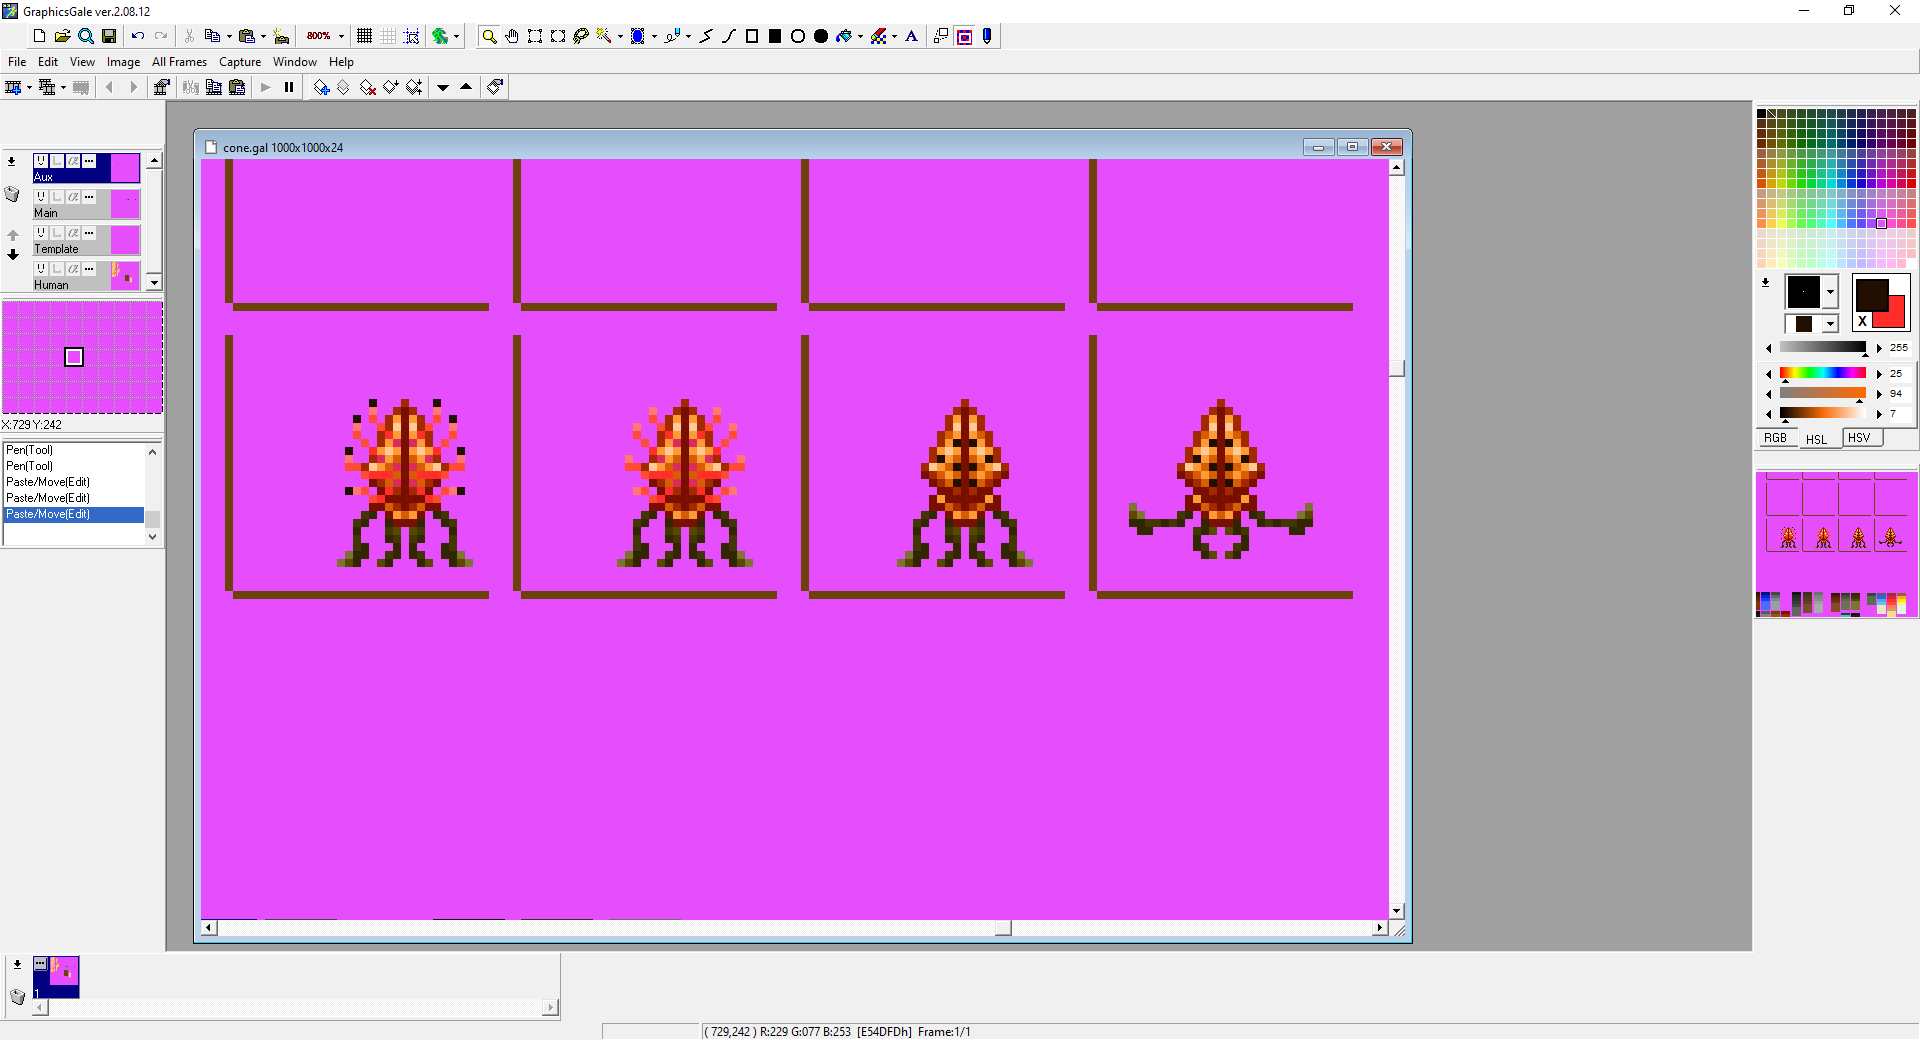 GraphicsGale ver.2.08.12
800%
A
File Edit View Image All Frames Capture Window Help
cone.gal 1000x1000x24
Aux
Main
Template
Human
X:729 Y:242
Pen(Tool)
Pen(Tool)
Paste/Move(Edit)
Paste/Move(Edit)
Paste/Move(Edit)
X
255
25
94
7
RGB HSL HSV
1
( 729,242 ) R:229 G:077 B:253 [E54DFDh] Frame:1/1